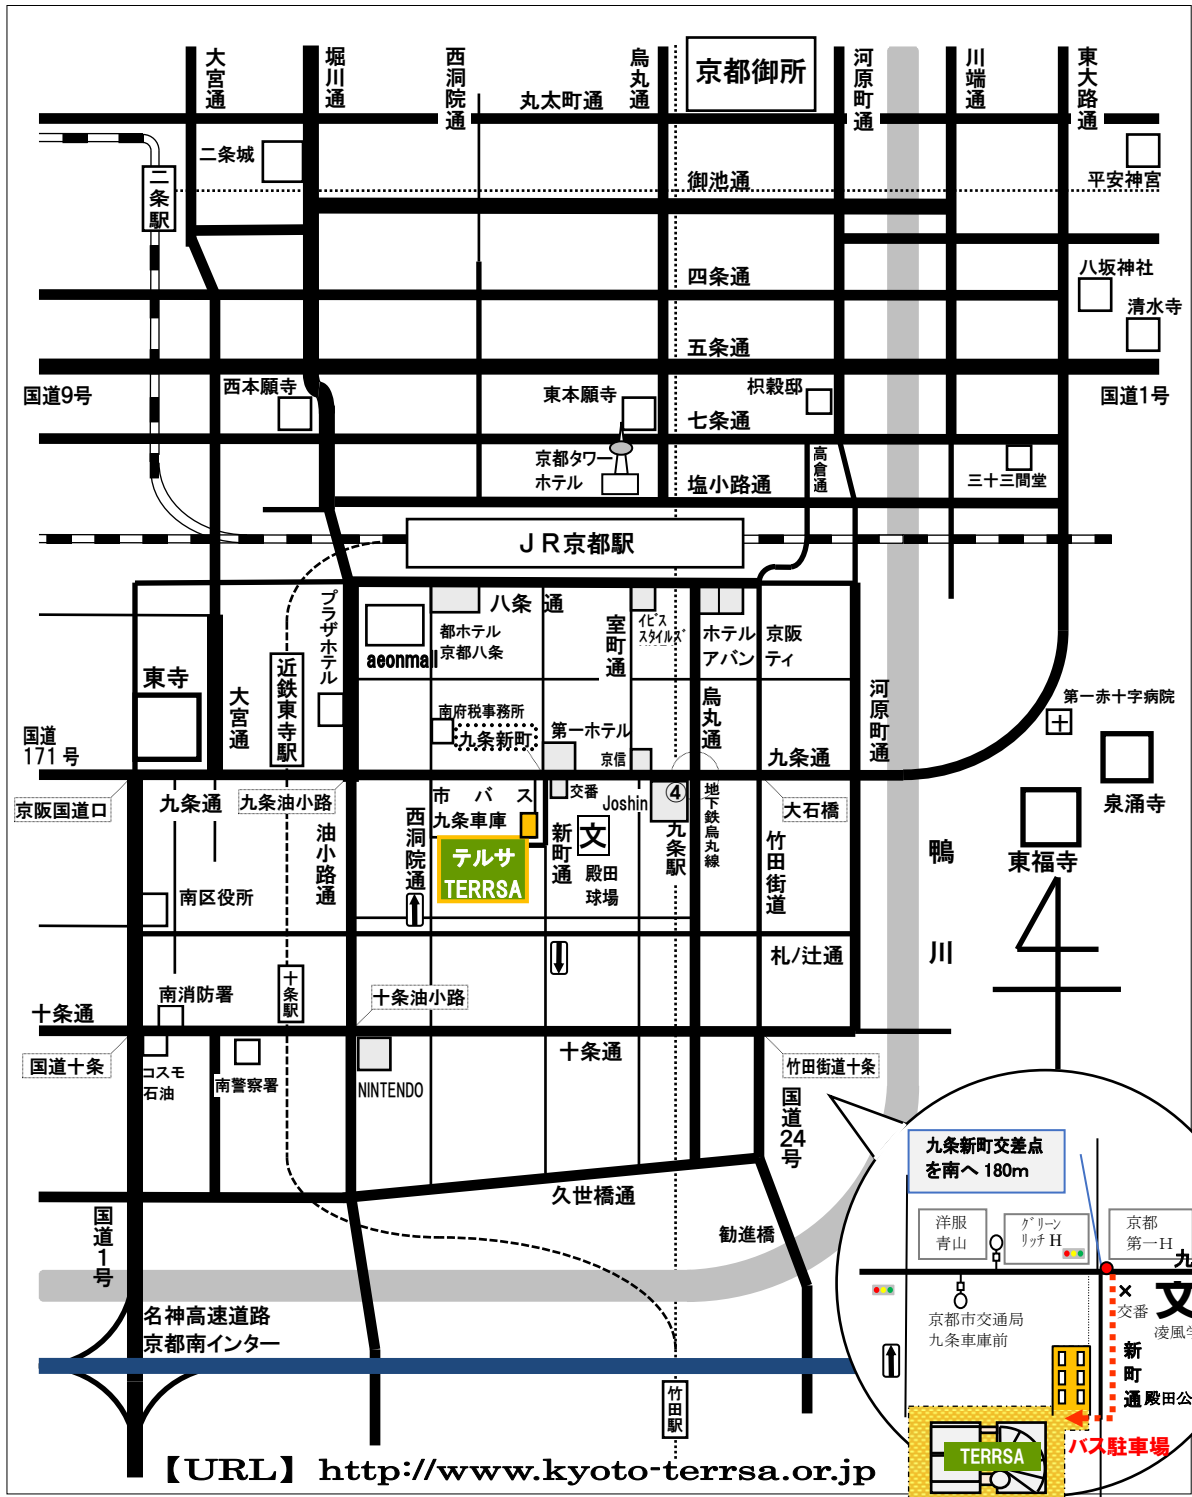 大宮通
堀川通
西洞院通
烏丸通
京都御所
河原町通
川端通
東大路通
丸太町通
二条城
二条駅
御池通
平安神宮
四条通
八坂神社
清水寺
五条通
国道9号
西本願寺
東本願寺
枳殻邸
国道1号
七条通
京都タワー
ホテル
高倉通
三十三間堂
塩小路通
ＪＲ京都駅
プラザホテル
八条 通
aeonmall
都ホテル
京都八条
室町通
イビス
スタイルズ
ホテル 京阪
アバン ティ
東寺
大宮通
近鉄東寺駅
南府税事務所
九条新町
第一ホテル
京信
烏丸通
河原町通
第一赤十字病院
国道
171号
九条通
泉涌寺
京阪国道口
九条通
九条油小路
市 バ ス
九条車庫
交番
Joshin
④
九条駅
地下鉄烏丸線
大石橋
油小路通
西洞院通
テルサ
TERRSA
新町通
文
殿田
球場
竹田街道
鴨川
東福寺
南区役所
札ノ辻通
十条駅
南消防署
十条油小路
十条通
国道十条
コスモ
石油
南警察署
NINTENDO
十条通
竹田街道十条
国道24号
久世橋通
国道1号
勧進橋
名神高速道路
京都南インター
竹田駅
九条新町交差点
を南へ180m
洋服
青山
グリーン
リッチH
京都
第一H
九
京都市交通局
九条車庫前
交番
文
凌風学
新町通
殿田公
バス駐車場
TERRSA
【URL】 http://www.kyoto-terrsa.or.jp